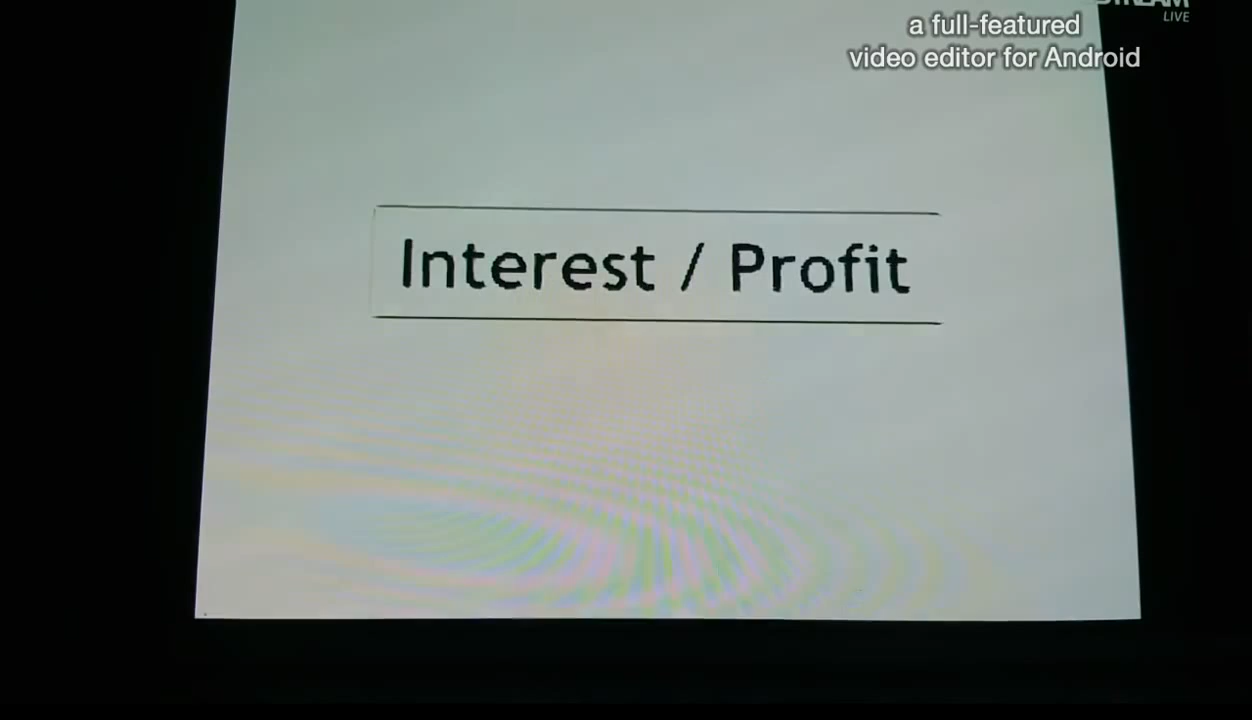 a full-featured
LIVE
video editor for Android
Interest / Profit